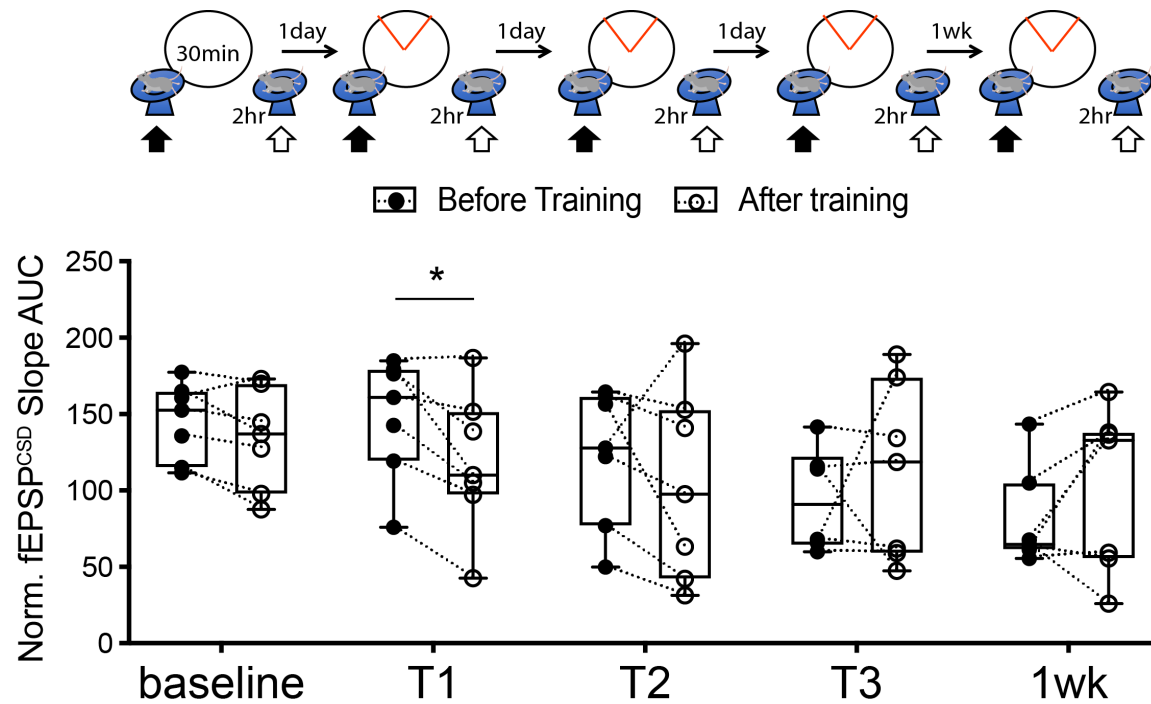 1day 1day 1day 1wk
30min
2hr 2hr 2hr 2hr 2hr
Before Training After training
Norm. fEPSPᶜˢᴰ Slope AUC
250
*
200
150
100
50
0
baseline T1 T2 T3 1wk